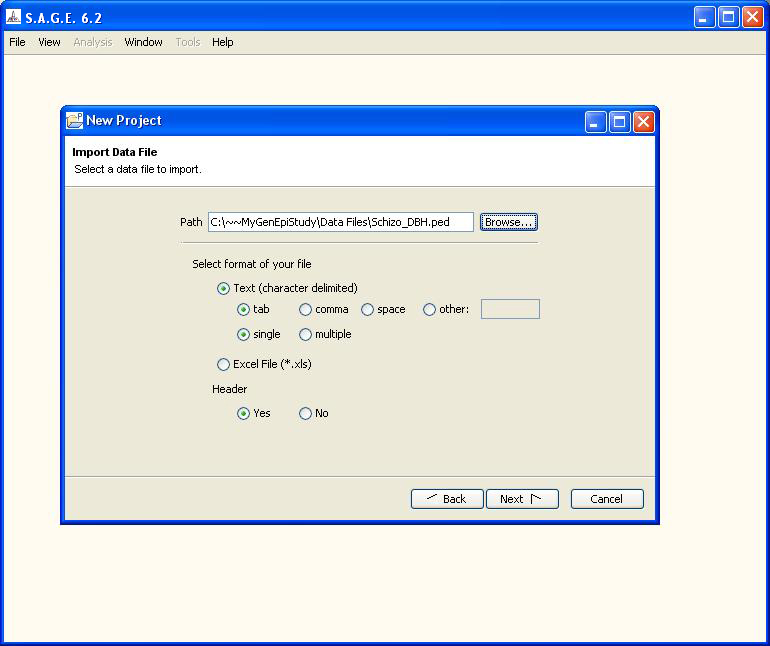 S.A.G.E. 6.2
File View Analysis Window Tools Help
New Project
Import Data File
Select a data file to import.
Path C:\~~MyGenEpiStudy\Data Files\Schizo_DBH.ped Browse...
Select format of your file
Text (character delimited)
tab comma space other:
single multiple
Excel File (*.xls)
Header
Yes No
Back Next Cancel